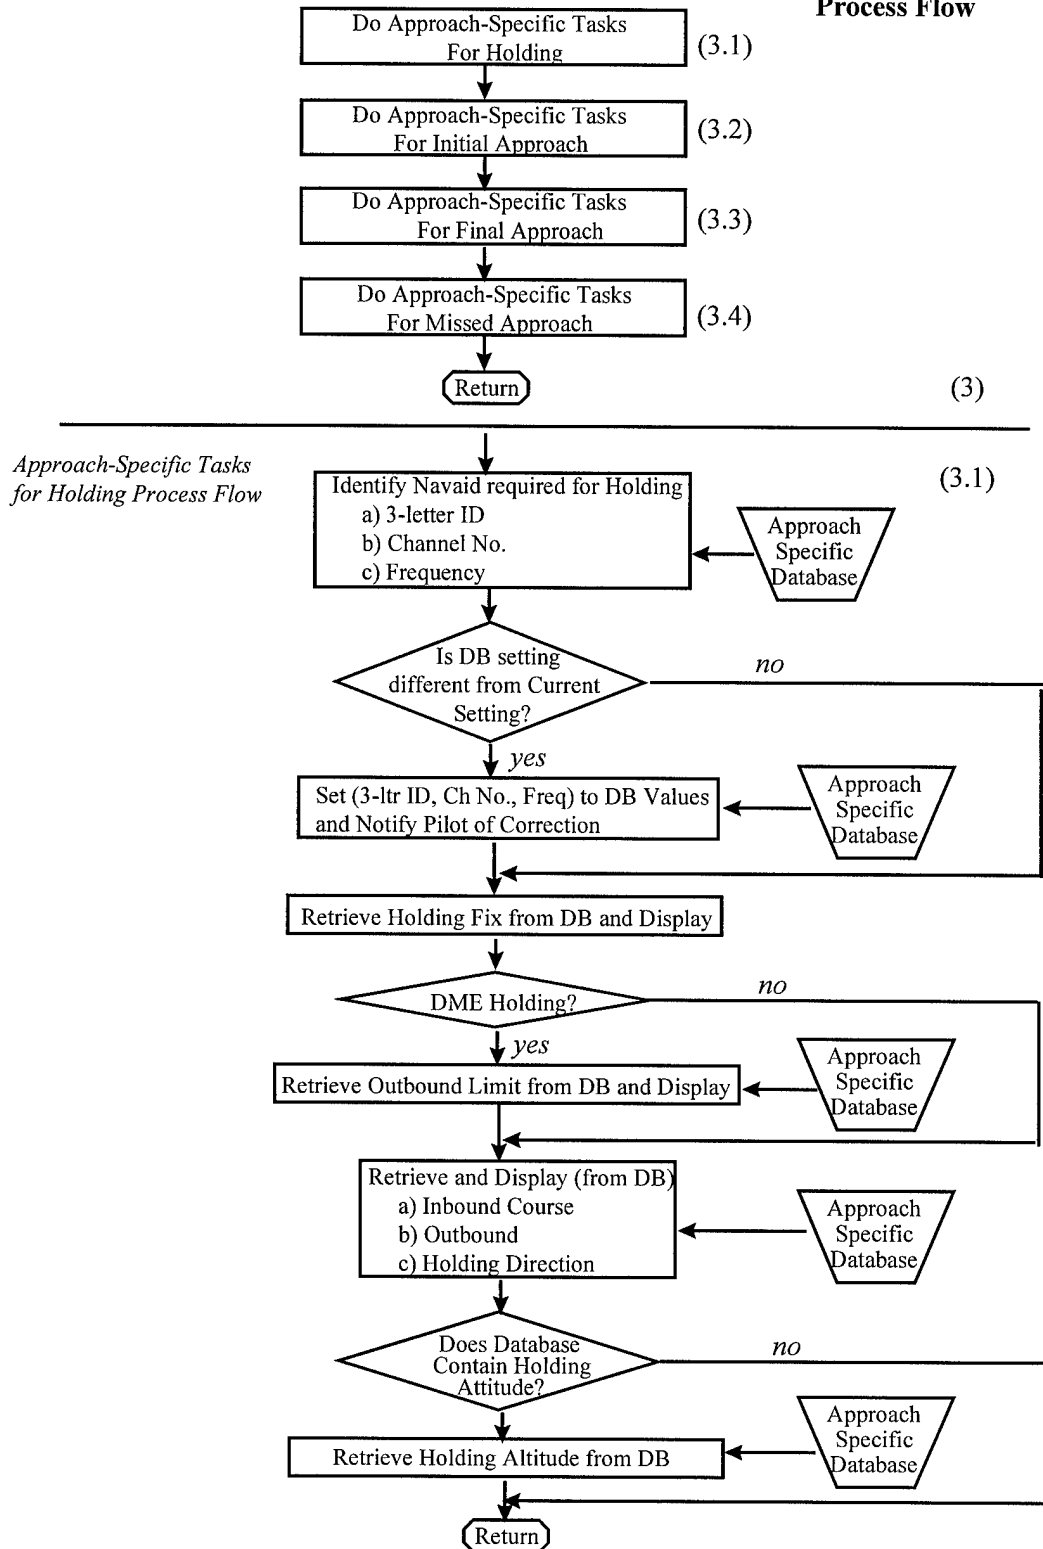 Process Flow
Do Approach-Specific Tasks
For Holding
(3.1)
Do Approach-Specific Tasks
For Initial Approach
(3.2)
Do Approach-Specific Tasks
For Final Approach
(3.3)
Do Approach-Specific Tasks
For Missed Approach
(3.4)
Return
(3)
Approach-Specific Tasks
for Holding Process Flow
(3.1)
Identify Navaid required for Holding
a) 3-letter ID
b) Channel No.
c) Frequency
Approach
Specific
Database
Is DB setting
different from Current
Setting?
no
yes
Set (3-ltr ID, Ch No., Freq) to DB Values
and Notify Pilot of Correction
Approach
Specific
Database
Retrieve Holding Fix from DB and Display
DME Holding?
no
yes
Retrieve Outbound Limit from DB and Display
Approach
Specific
Database
Retrieve and Display (from DB)
a) Inbound Course
b) Outbound
c) Holding Direction
Approach
Specific
Database
Does Database
Contain Holding
Attitude?
no
Retrieve Holding Altitude from DB
Approach
Specific
Database
Return